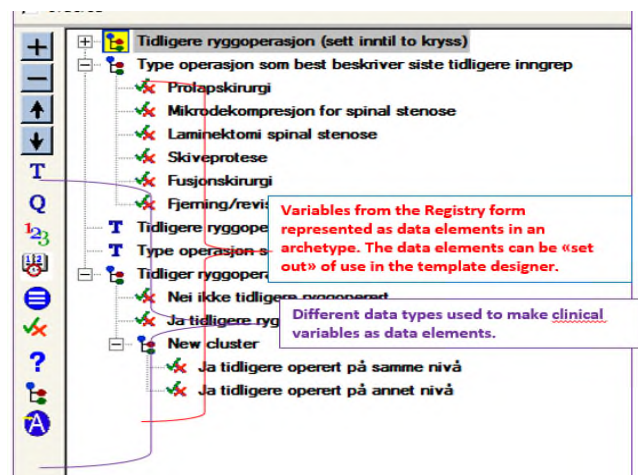 Tidligere ryggoperasjon (sett inntil to kryss)
Type operasjon som best beskriver siste tidligere inngrep
Prolapskirurgi
Mikrodekompresjon for spinal stenose
Laminektomi spinal stenose
Skiveprotese
Fusjonskirurgi
Fjerning/revis
T Tidligere ryggope
T Type operasjon s
Tidliger ryggopera
Nei ikke tidligere ryggoperert
Ja tidligere ryg
New cluster
Ja tidligere operert på samme nivå
Ja tidligere operert på annet nivå
T
Q
123
?
A
Variables from the Registry form
represented as data elements in an
archetype. The data elements can be «set
out» of use in the template designer.
Different data types used to make clinical
variables as data elements.